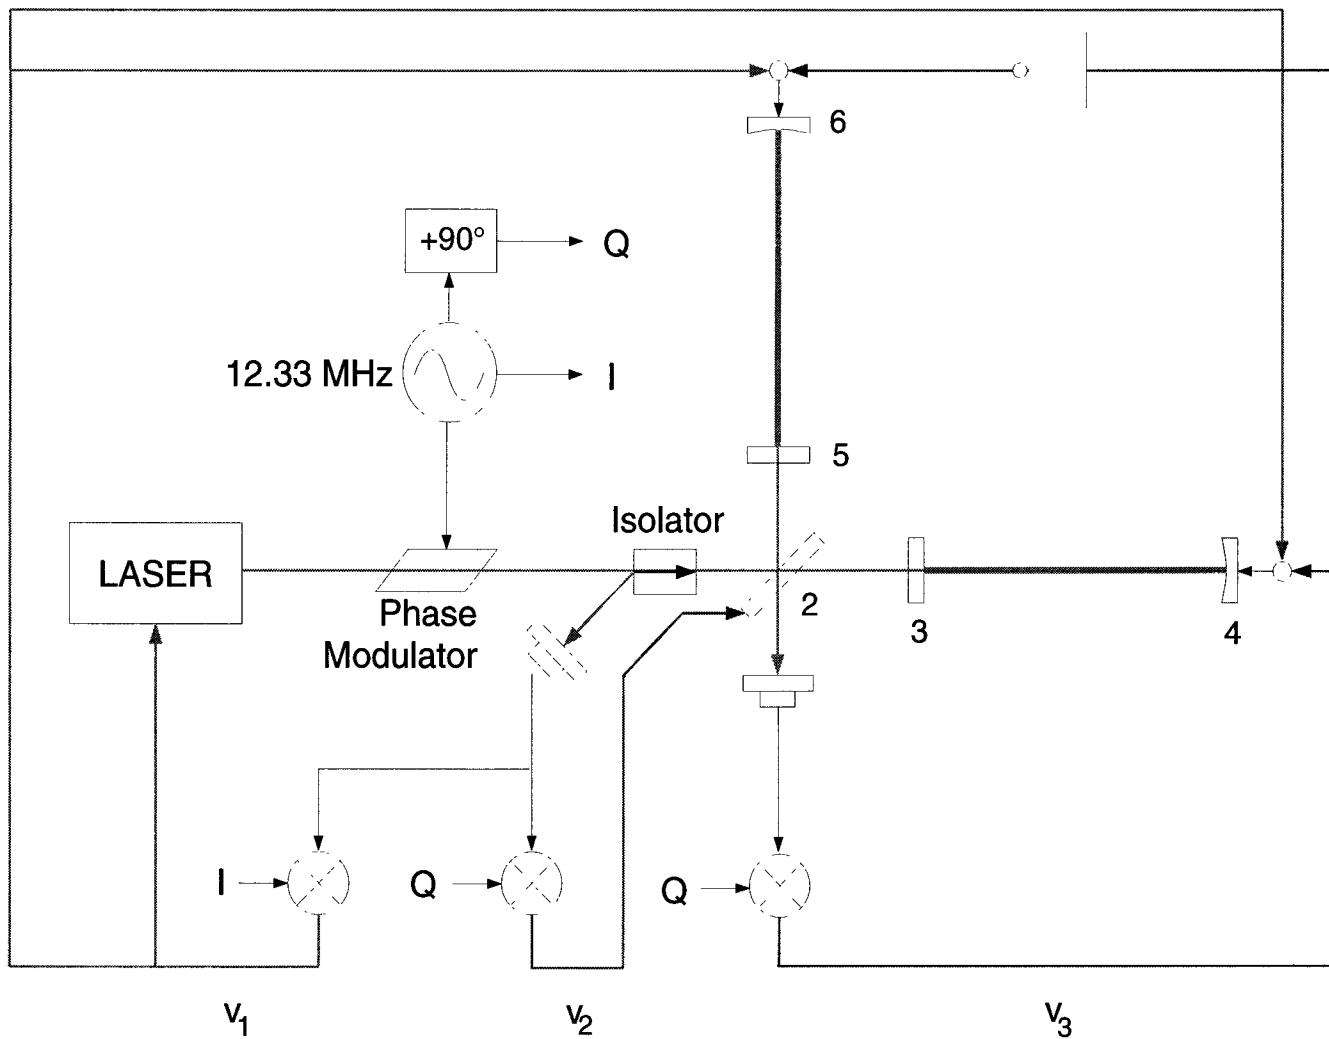 6
+90°
Q
12.33 MHz
I
5
Isolator
LASER
Phase
Modulator
2
3
4
I
Q
Q
v1
v2
v3